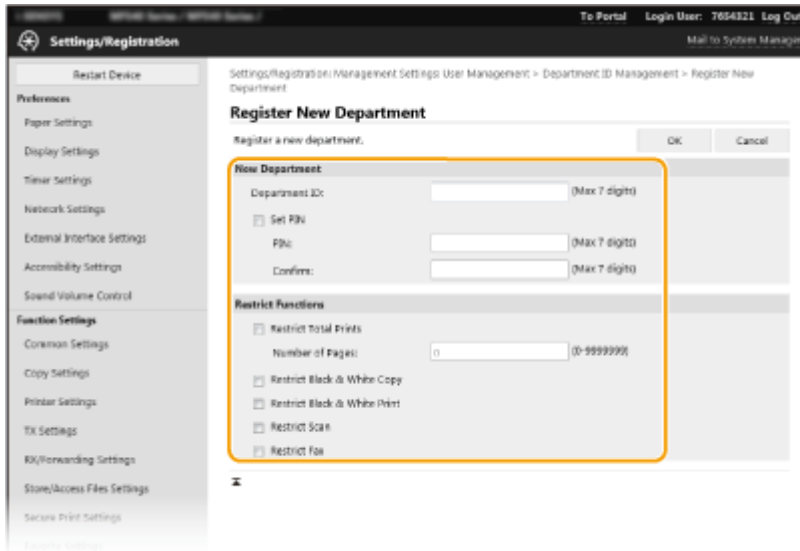 To Portal Login User: 7654321 Log Out
Settings/Registration
Mail to System Manager
Restart Device
Preferences
Paper Settings
Display Settings
Timer Settings
Network Settings
External Interface Settings
Accessibility Settings
Sound Volume Control
Function Settings
Common Settings
Copy Settings
Printer Settings
TX Settings
RX/Forwarding Settings
Store/Access Files Settings
Secure Print Settings
Settings/Registration: Management Settings: User Management > Department ID Management > Register New
Department
Register New Department
Register a new department.
OK Cancel
New Department
Department ID: (Max 7 digits)
Set PIN
PIN: (Max 7 digits)
Confirm: (Max 7 digits)
Restrict Functions
Restrict Total Prints
Number of Pages: 0 (0-9999999)
Restrict Black & White Copy
Restrict Black & White Print
Restrict Scan
Restrict Fax